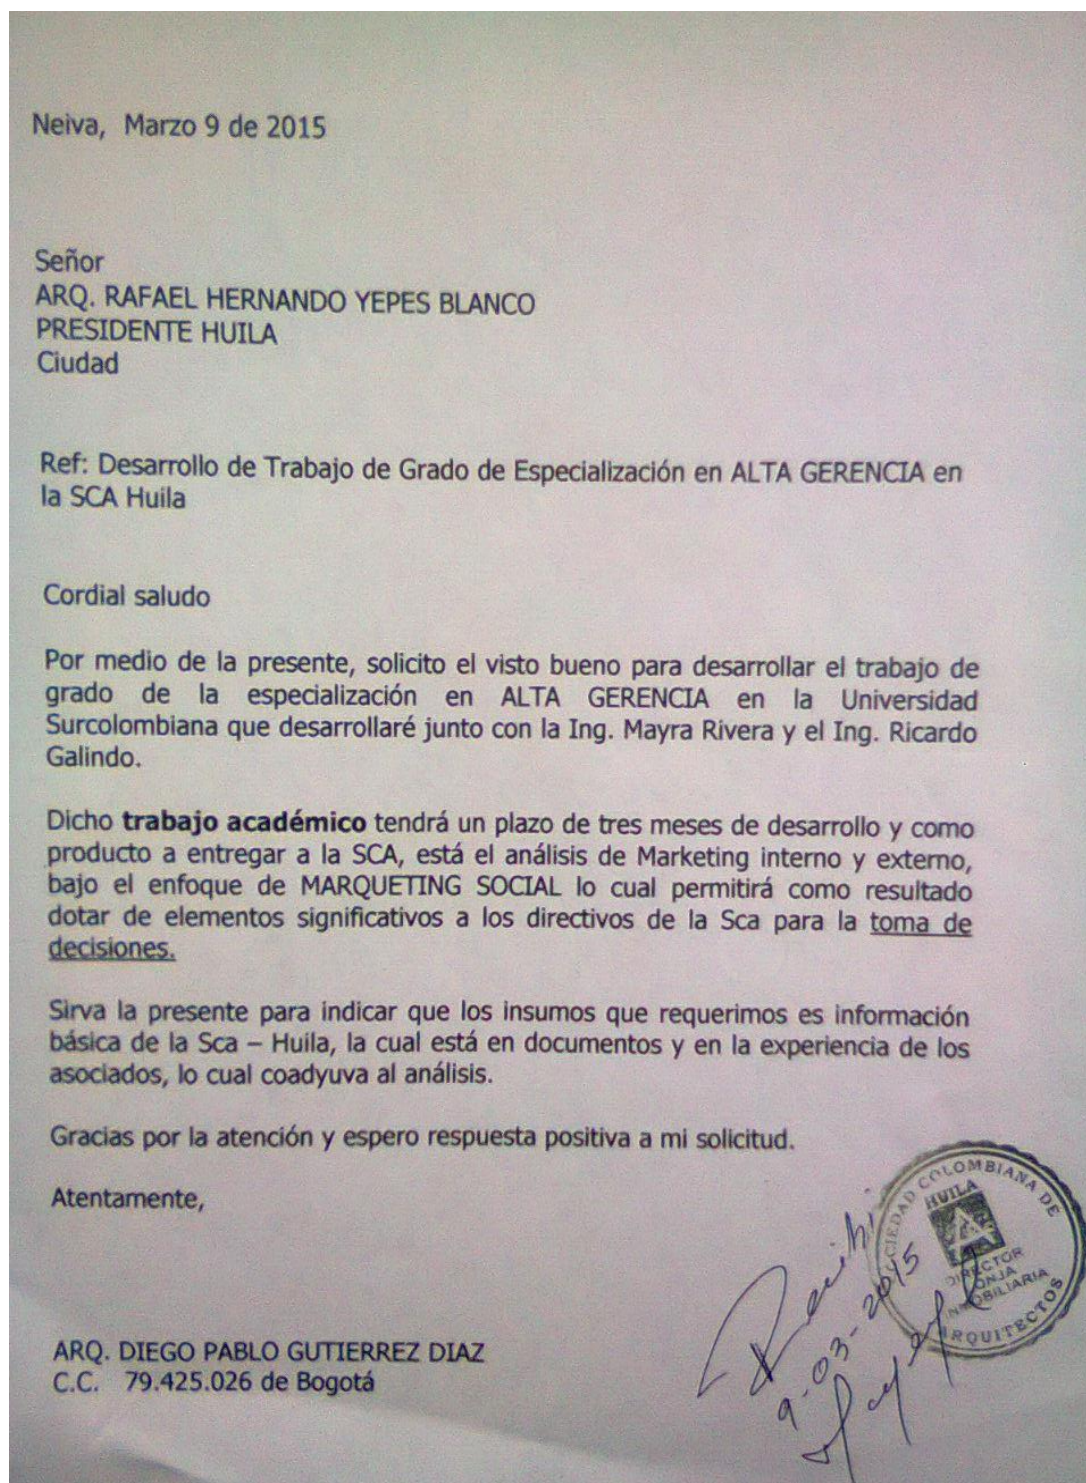 Neiva, Marzo 9 de 2015
Señor
ARQ. RAFAEL HERNANDO YEPES BLANCO
PRESIDENTE HUILA
Ciudad
Ref: Desarrollo de Trabajo de Grado de Especialización en ALTA GERENCIA en
la SCA Huila
Cordial saludo
Por medio de la presente, solicito el visto bueno para desarrollar el trabajo de
grado de la especialización en ALTA GERENCIA en la Universidad
Surcolombiana que desarrollaré junto con la Ing. Mayra Rivera y el Ing. Ricardo
Galindo.
Dicho trabajo académico tendrá un plazo de tres meses de desarrollo y como
producto a entregar a la SCA, está el análisis de Marketing interno y externo,
bajo el enfoque de MARQUETING SOCIAL lo cual permitirá como resultado
dotar de elementos significativos a los directivos de la Sca para la toma de
decisiones.
Sirva la presente para indicar que los insumos que requerimos es información
básica de la Sca – Huila, la cual está en documentos y en la experiencia de los
asociados, lo cual coadyuva al análisis.
Gracias por la atención y espero respuesta positiva a mi solicitud.
Atentamente,
SOCIEDAD COLOMBIANA DE
ARQUITECTOS
HUILA
DIRECTOR
LONJA
INMOBILIARIA
Recibí
9-03-2015
ARQ. DIEGO PABLO GUTIERREZ DIAZ
C.C. 79.425.026 de Bogotá